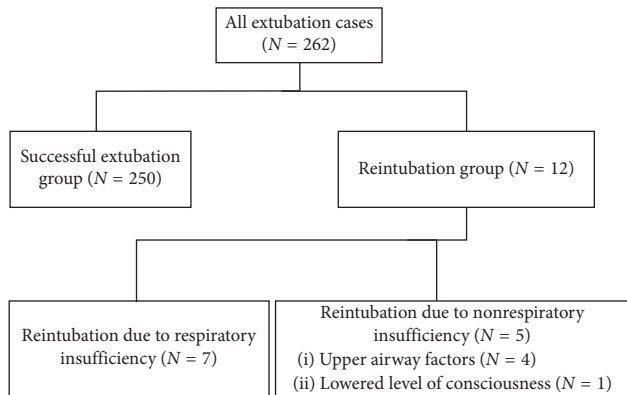 All extubation cases
(N = 262)
Successful extubation
group (N = 250)
Reintubation group (N = 12)
Reintubation due to respiratory
insufficiency (N = 7)
Reintubation due to nonrespiratory
insufficiency (N = 5)
(i) Upper airway factors (N = 4)
(ii) Lowered level of consciousness (N = 1)